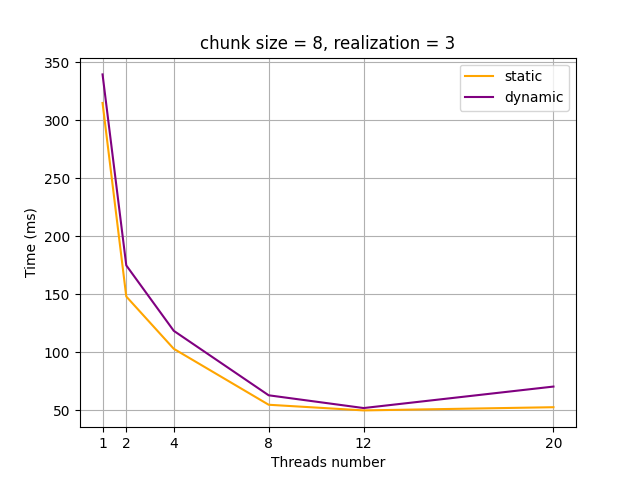 chunk size = 8, realization = 3
static
dynamic
350
300
250
200
150
100
50
Time (ms)
1 2 4 8 12 20
Threads number